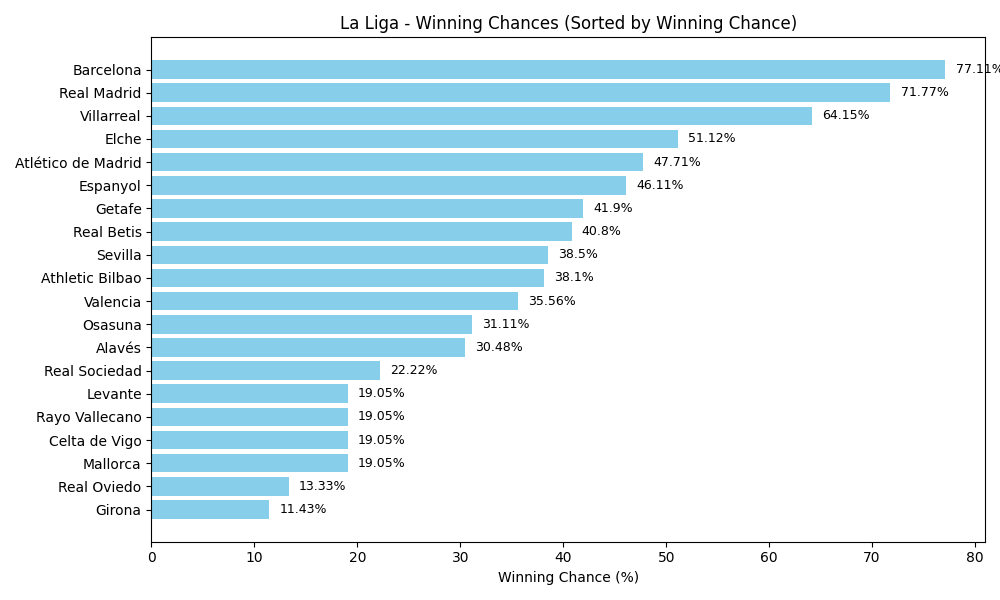 La Liga - Winning Chances (Sorted by Winning Chance)
Barcelona 77.11%
Real Madrid 71.77%
Villarreal 64.15%
Elche 51.12%
Atlético de Madrid 47.71%
Espanyol 46.11%
Getafe 41.9%
Real Betis 40.8%
Sevilla 38.5%
Athletic Bilbao 38.1%
Valencia 35.56%
Osasuna 31.11%
Alavés 30.48%
Real Sociedad 22.22%
Levante 19.05%
Rayo Vallecano 19.05%
Celta de Vigo 19.05%
Mallorca 19.05%
Real Oviedo 13.33%
Girona 11.43%
0 10 20 30 40 50 60 70 80
Winning Chance (%)